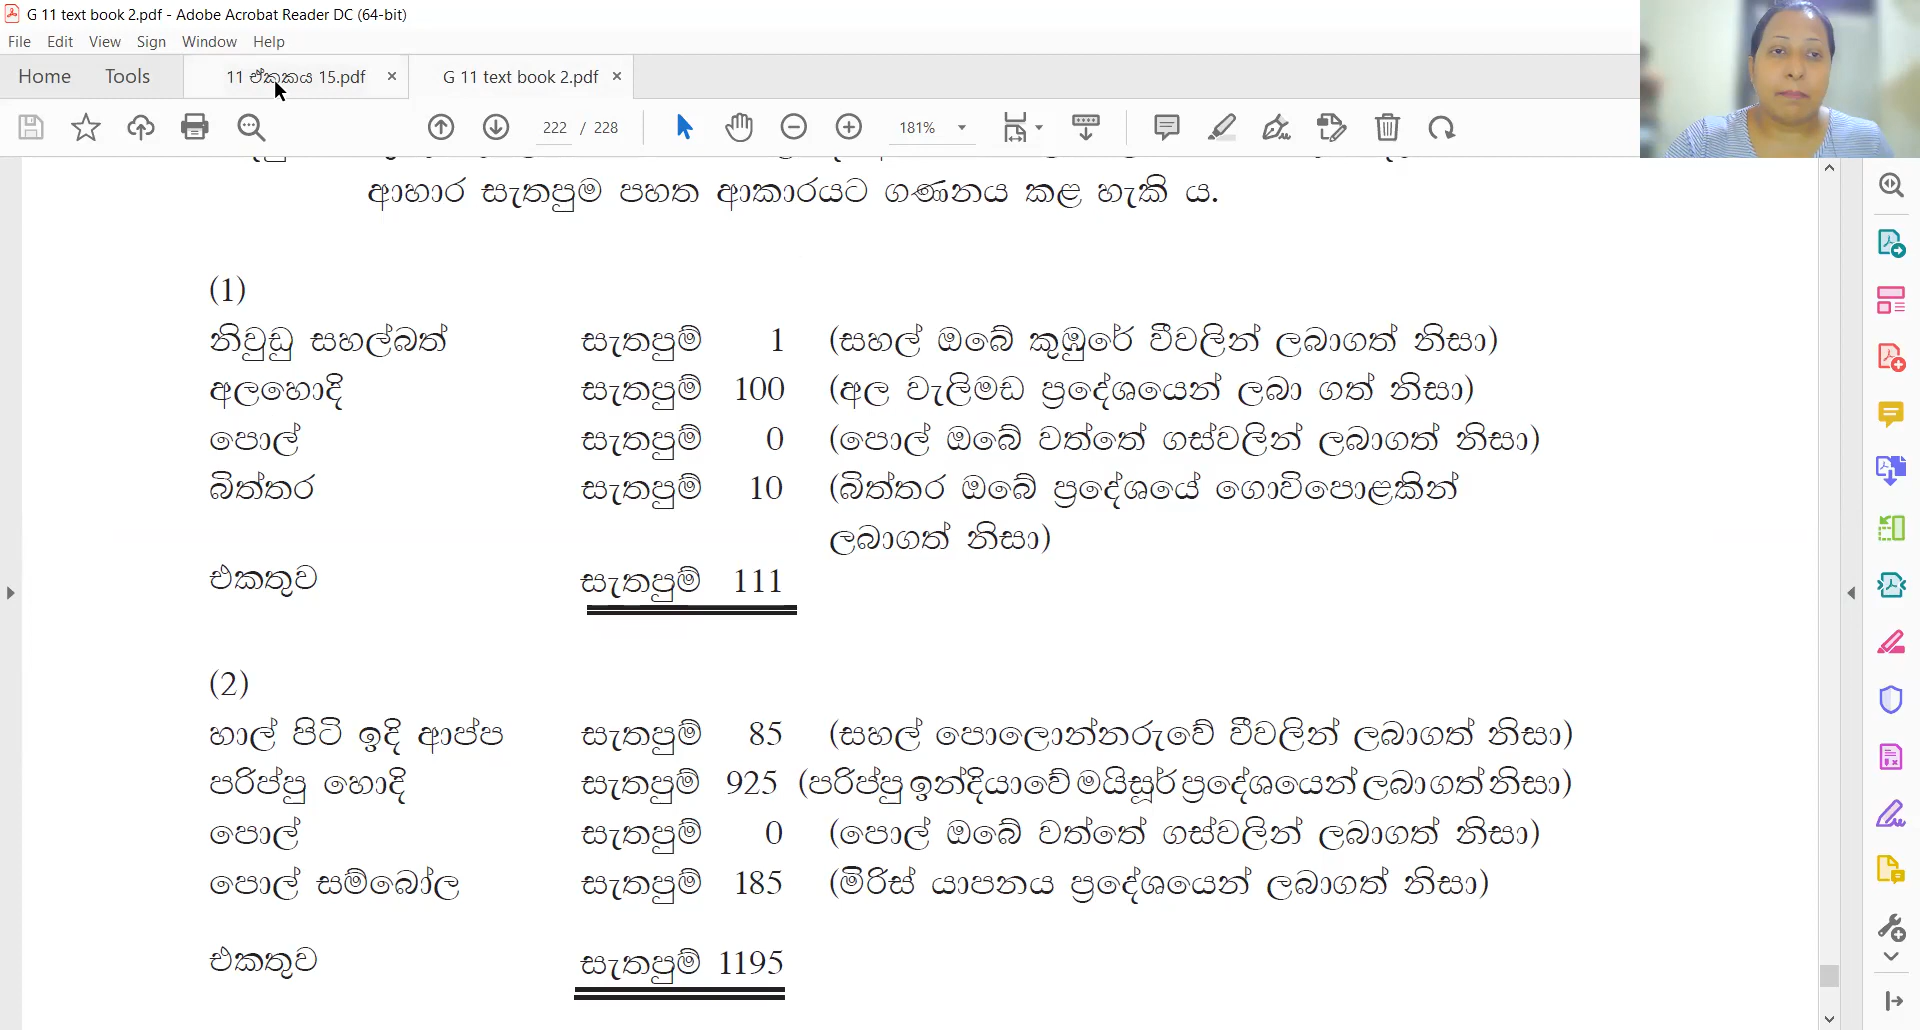 G 11 text book 2.pdf - Adobe Acrobat Reader DC (64-bit)
File Edit View Sign Window Help
Home Tools 11 ඒකකය 15.pdf × G 11 text book 2.pdf ×
222 / 228 181%
ආහාර සැතපුම පහත ආකාරයට ගණනය කළ හැකි ය.
(1)
නිවුඩු සහල්බත් සැතපුම් 1 (සහල් ඔබේ කුඹුරේ වීවලින් ලබාගත් නිසා)
අලහොදි සැතපුම් 100 (අල වැලිමඩ ප්‍රදේශයෙන් ලබා ගත් නිසා)
පොල් සැතපුම් 0 (පොල් ඔබේ වත්තේ ගස්වලින් ලබාගත් නිසා)
බිත්තර සැතපුම් 10 (බිත්තර ඔබේ ප්‍රදේශයේ ගොවිපොළකින්
ලබාගත් නිසා)
එකතුව සැතපුම් 111
(2)
හාල් පිටි ඉදි ආප්ප සැතපුම් 85 (සහල් පොලොන්නරුවේ වීවලින් ලබාගත් නිසා)
පරිප්පු හොදි සැතපුම් 925 (පරිප්පු ඉන්දියාවේ මයිසූර් ප්‍රදේශයෙන් ලබාගත් නිසා)
පොල් සැතපුම් 0 (පොල් ඔබේ වත්තේ ගස්වලින් ලබාගත් නිසා)
පොල් සම්බෝල සැතපුම් 185 (මිරිස් යාපනය ප්‍රදේශයෙන් ලබාගත් නිසා)
එකතුව සැතපුම් 1195